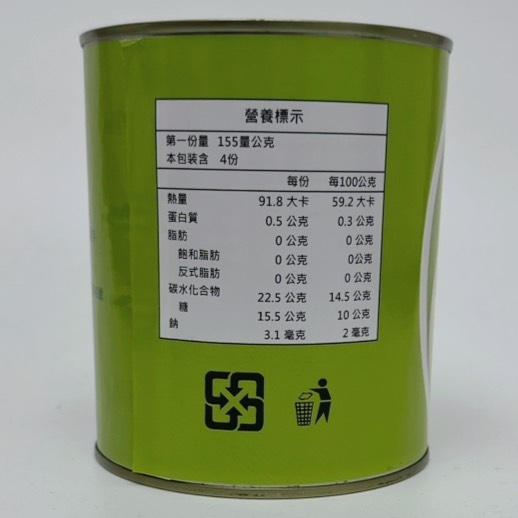 營養標示
第一份量 155量公克
本包裝含 4份
每份 每100公克
熱量 91.8 大卡 59.2 大卡
蛋白質 0.5 公克 0.3 公克
脂肪 0 公克 0 公克
飽和脂肪 0 公克 0公克
反式脂肪 0 公克 0 公克
碳水化合物 22.5 公克 14.5 公克
糖 15.5 公克 10 公克
鈉 3.1 毫克 2 毫克